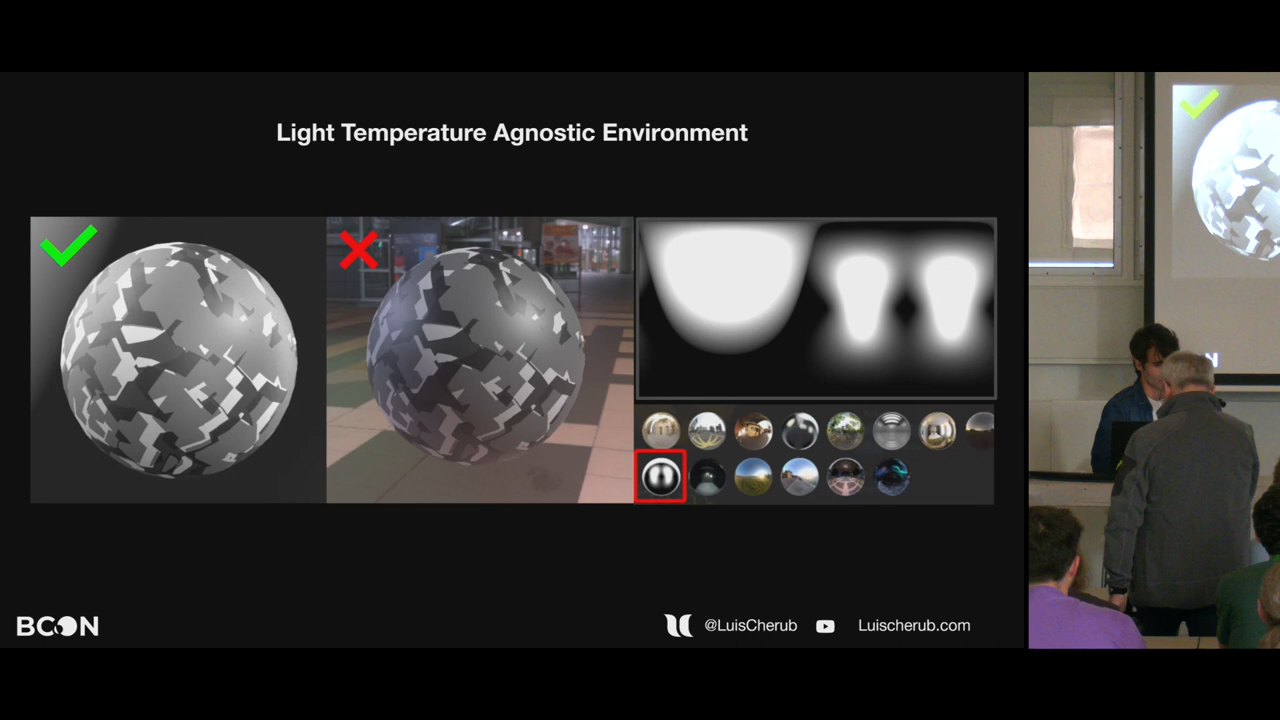 Light Temperature Agnostic Environment
BCON
@LuisCherub
Luischerub.com